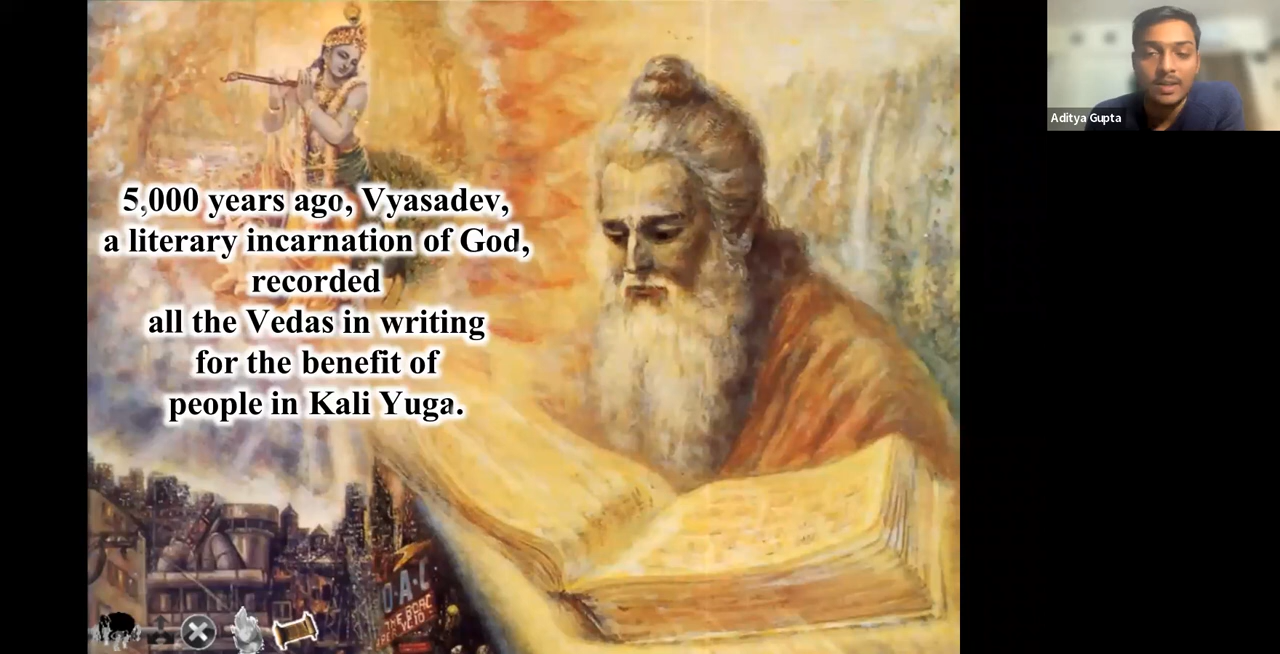 5,000 years ago, Vyasadev,
a literary incarnation of God,
recorded
all the Vedas in writing
for the benefit of
people in Kali Yuga.
Aditya Gupta